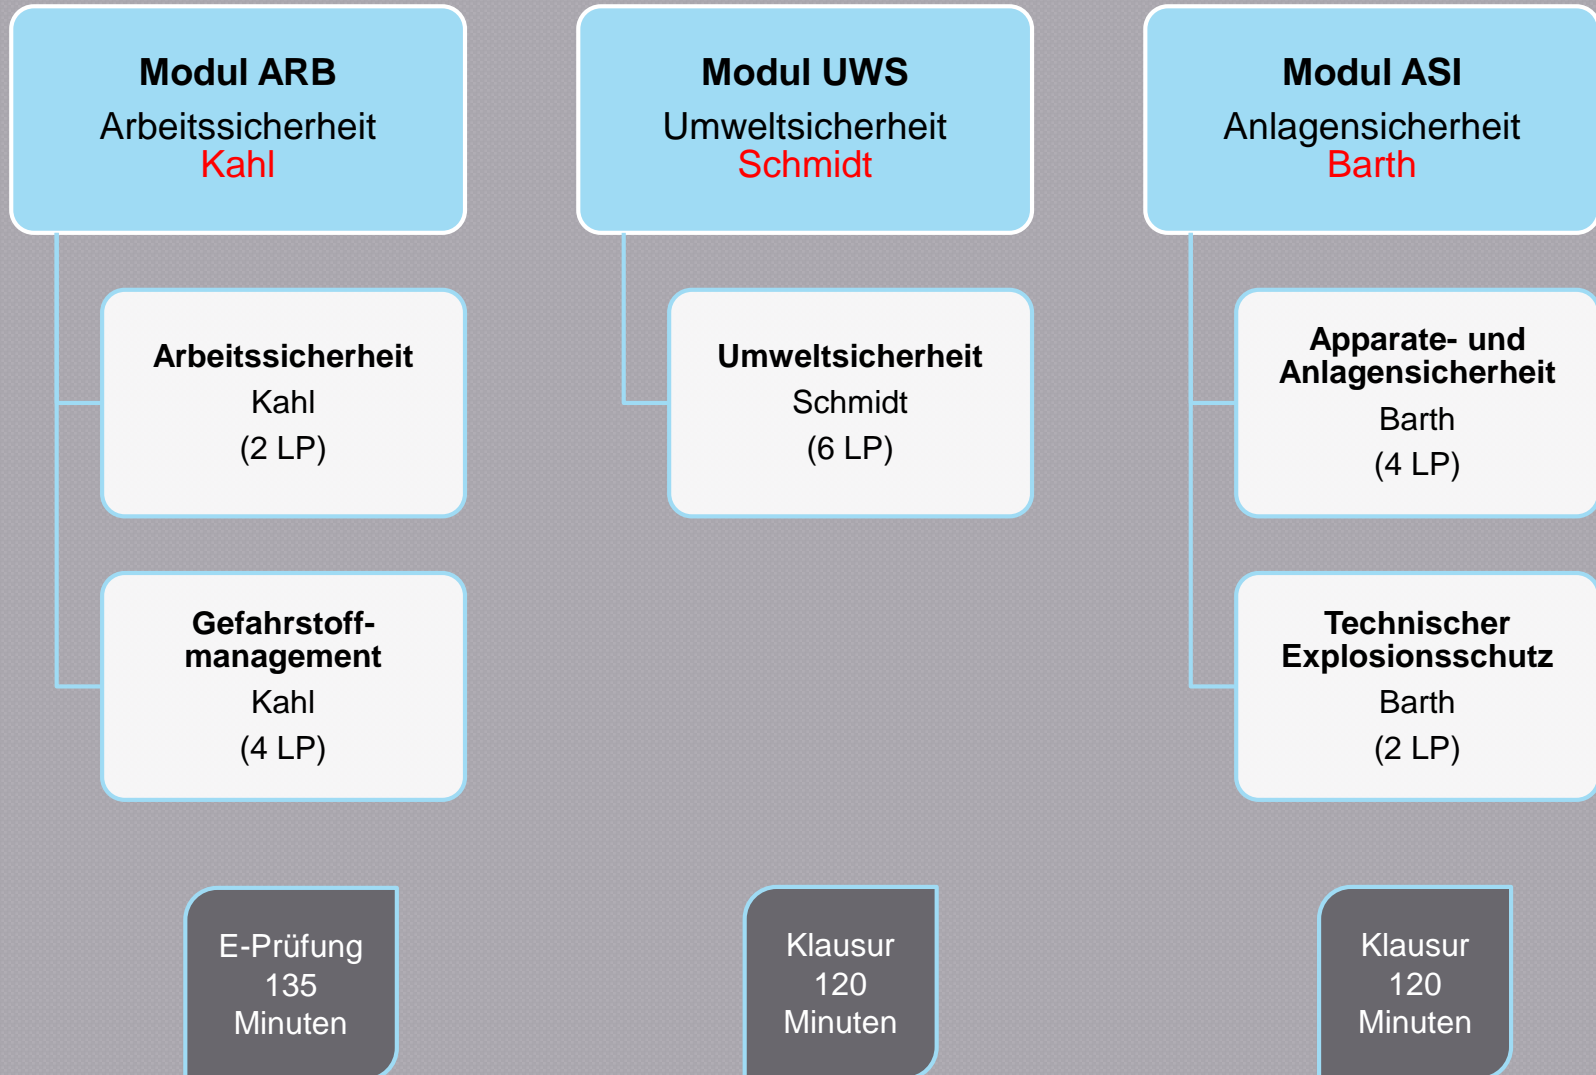 Modul ARB
Arbeitssicherheit
Kahl
Arbeitssicherheit
Kahl
(2 LP)
Gefahrstoff-
management
Kahl
(4 LP)
E-Prüfung
135
Minuten
Modul UWS
Umweltsicherheit
Schmidt
Umweltsicherheit
Schmidt
(6 LP)
Klausur
120
Minuten
Modul ASI
Anlagensicherheit
Barth
Apparate- und
Anlagensicherheit
Barth
(4 LP)
Technischer
Explosionsschutz
Barth
(2 LP)
Klausur
120
Minuten